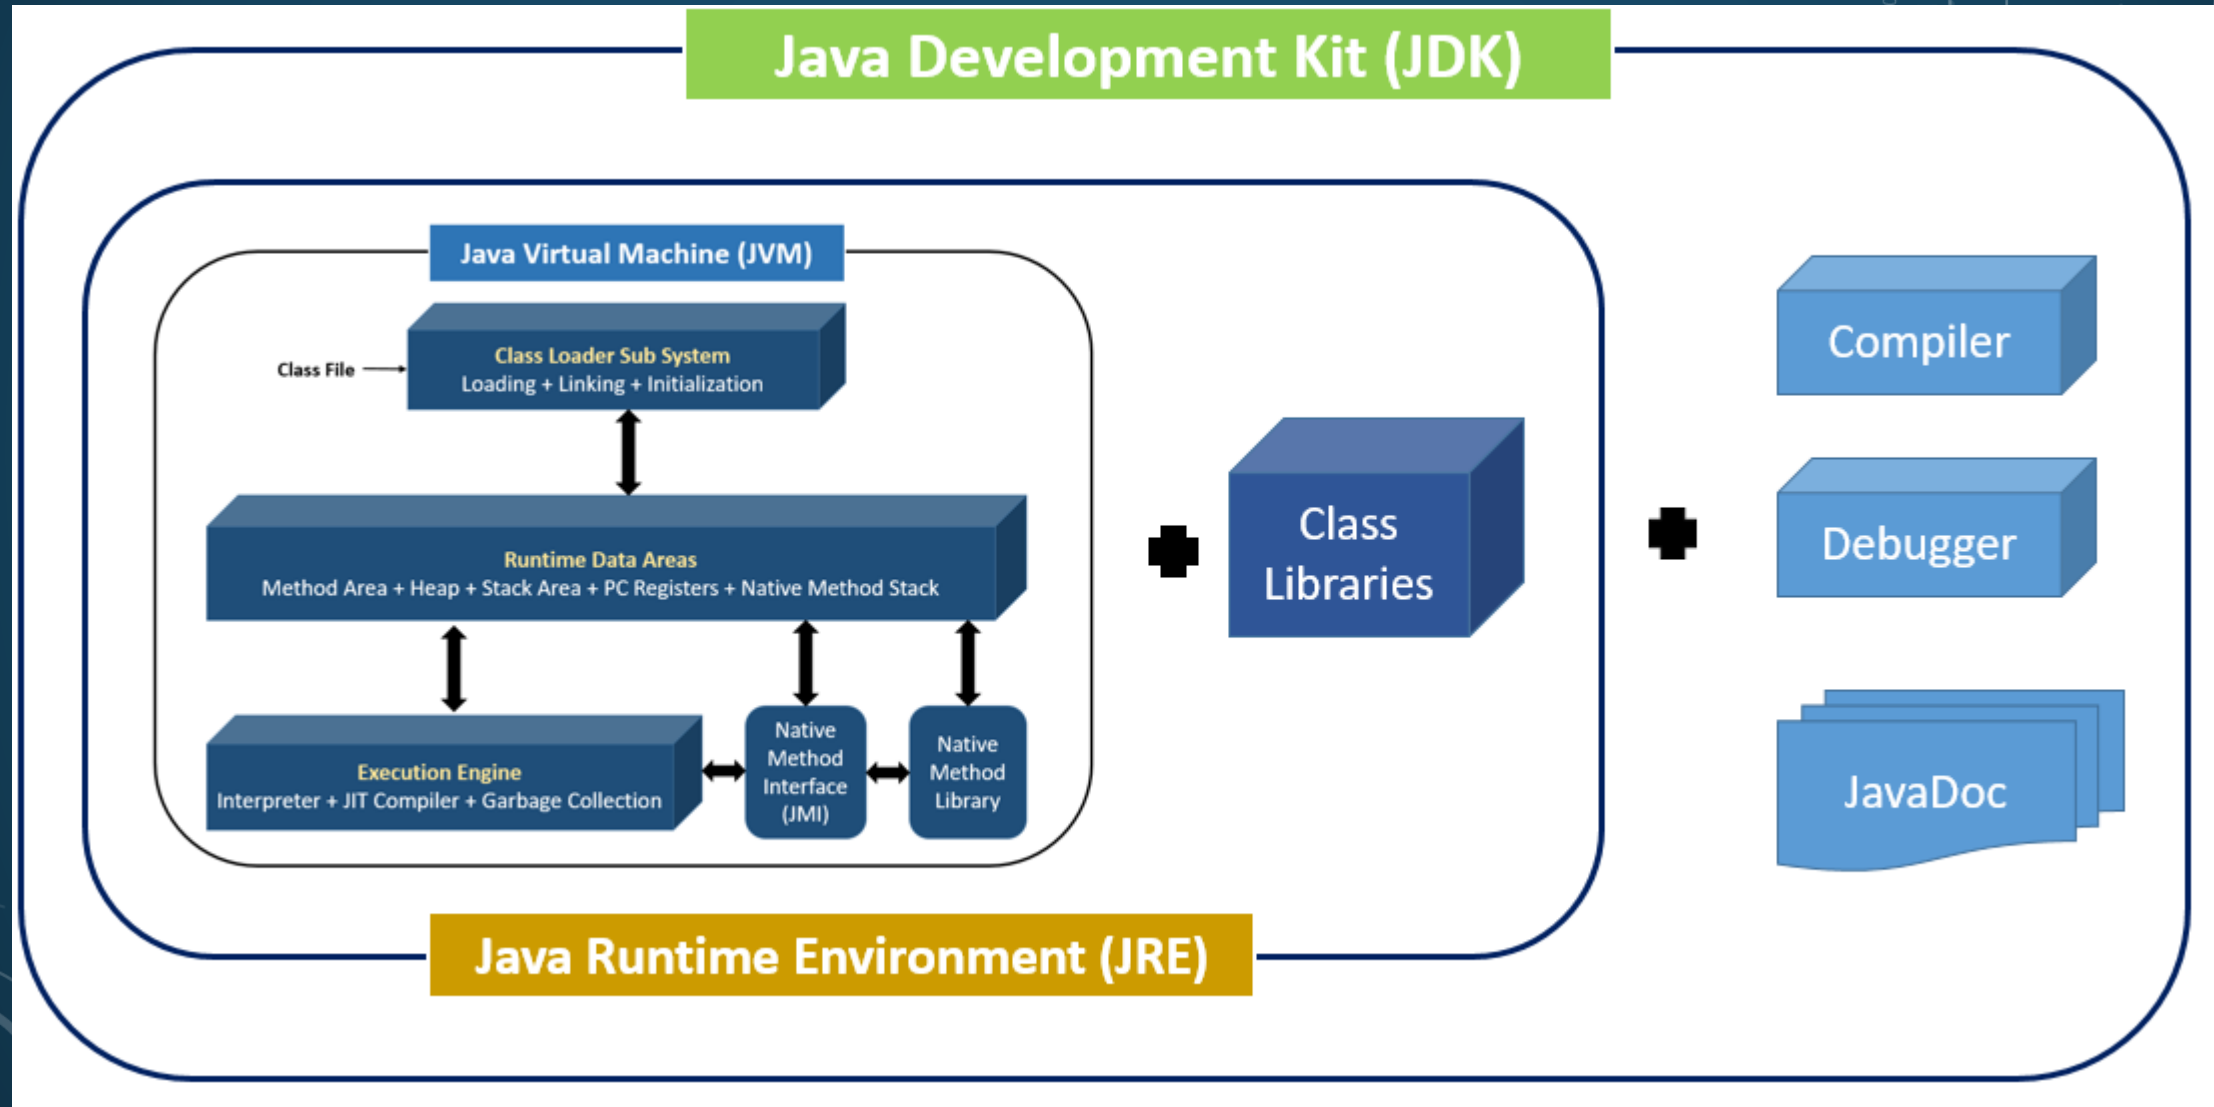 Java Development Kit (JDK)
Java Virtual Machine (JVM)
Class File
Class Loader Sub System
Loading + Linking + Initialization
Runtime Data Areas
Method Area + Heap + Stack Area + PC Registers + Native Method Stack
Execution Engine
Interpreter + JIT Compiler + Garbage Collection
Native
Method
Interface
(JMI)
Native
Method
Library
Class
Libraries
Compiler
Debugger
JavaDoc
Java Runtime Environment (JRE)